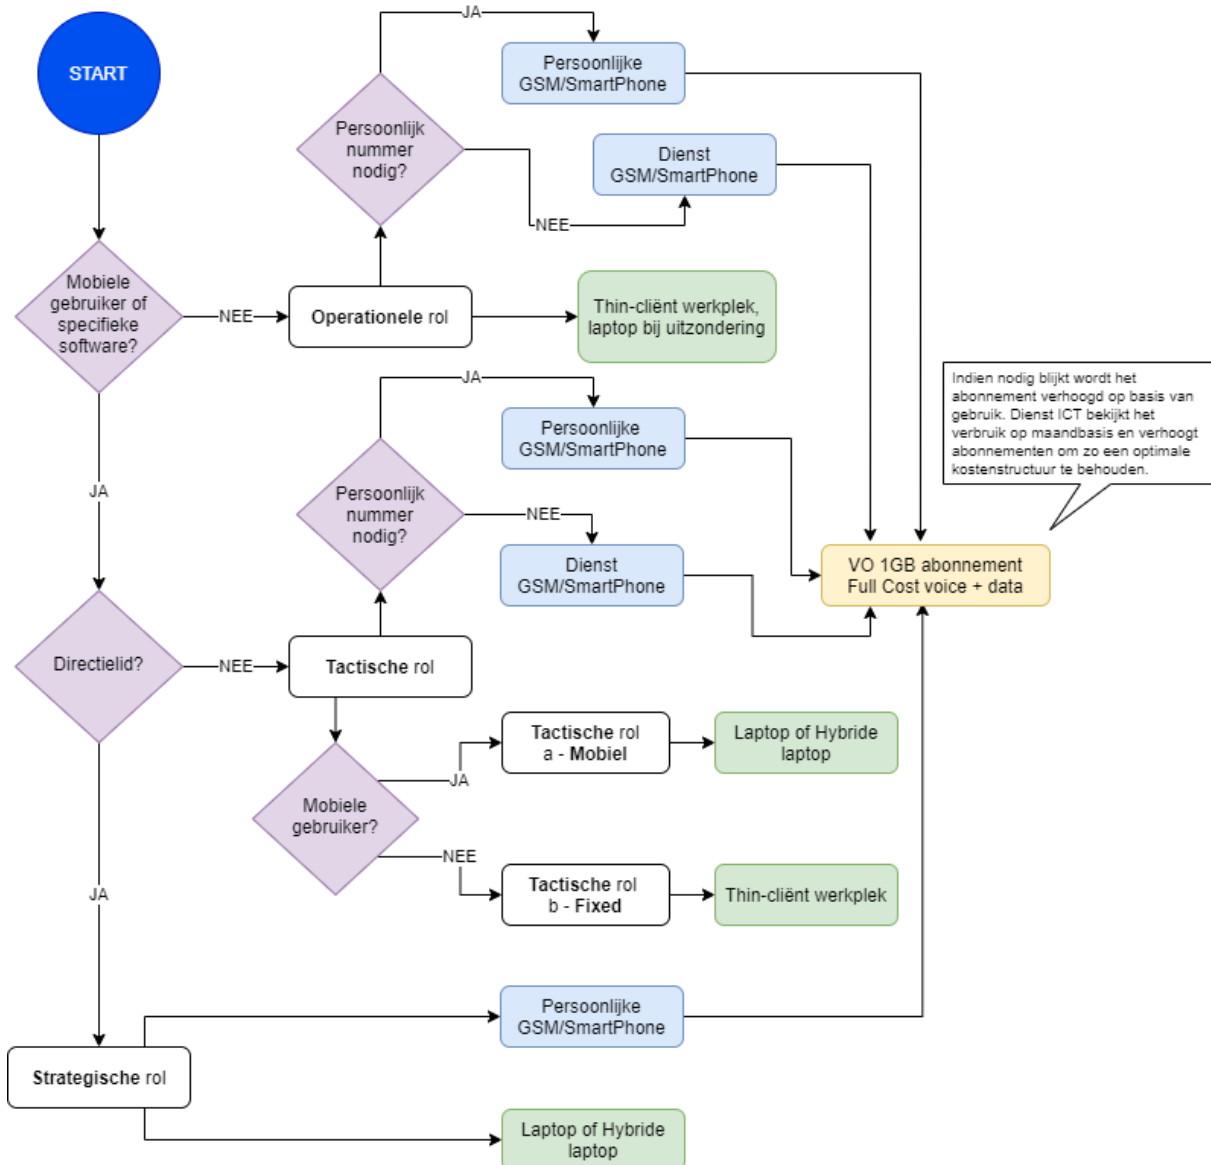 START
JA
Persoonlijke
GSM/SmartPhone
Persoonlijk
nummer
nodig?
Dienst
GSM/SmartPhone
NEE
Mobiele
gebruiker of
specifieke
software?
NEE
Operationele rol
Thin-cliënt werkplek,
laptop bij uitzondering
JA
Persoonlijke
GSM/SmartPhone
Indien nodig blijkt wordt het
abonnement verhoogd op basis van
gebruik. Dienst ICT bekijkt het
verbruik op maandbasis en verhoogt
abonnementen om zo een optimale
kostenstructuur te behouden.
JA
Persoonlijk
nummer
nodig?
NEE
Dienst
GSM/SmartPhone
VO 1GB abonnement
Full Cost voice + data
Directielid?
NEE
Tactische rol
Tactische rol
a - Mobiel
Laptop of Hybride
laptop
JA
Mobiele
gebruiker?
NEE
Tactische rol
b - Fixed
Thin-cliënt werkplek
JA
Persoonlijke
GSM/SmartPhone
Strategische rol
Laptop of Hybride
laptop